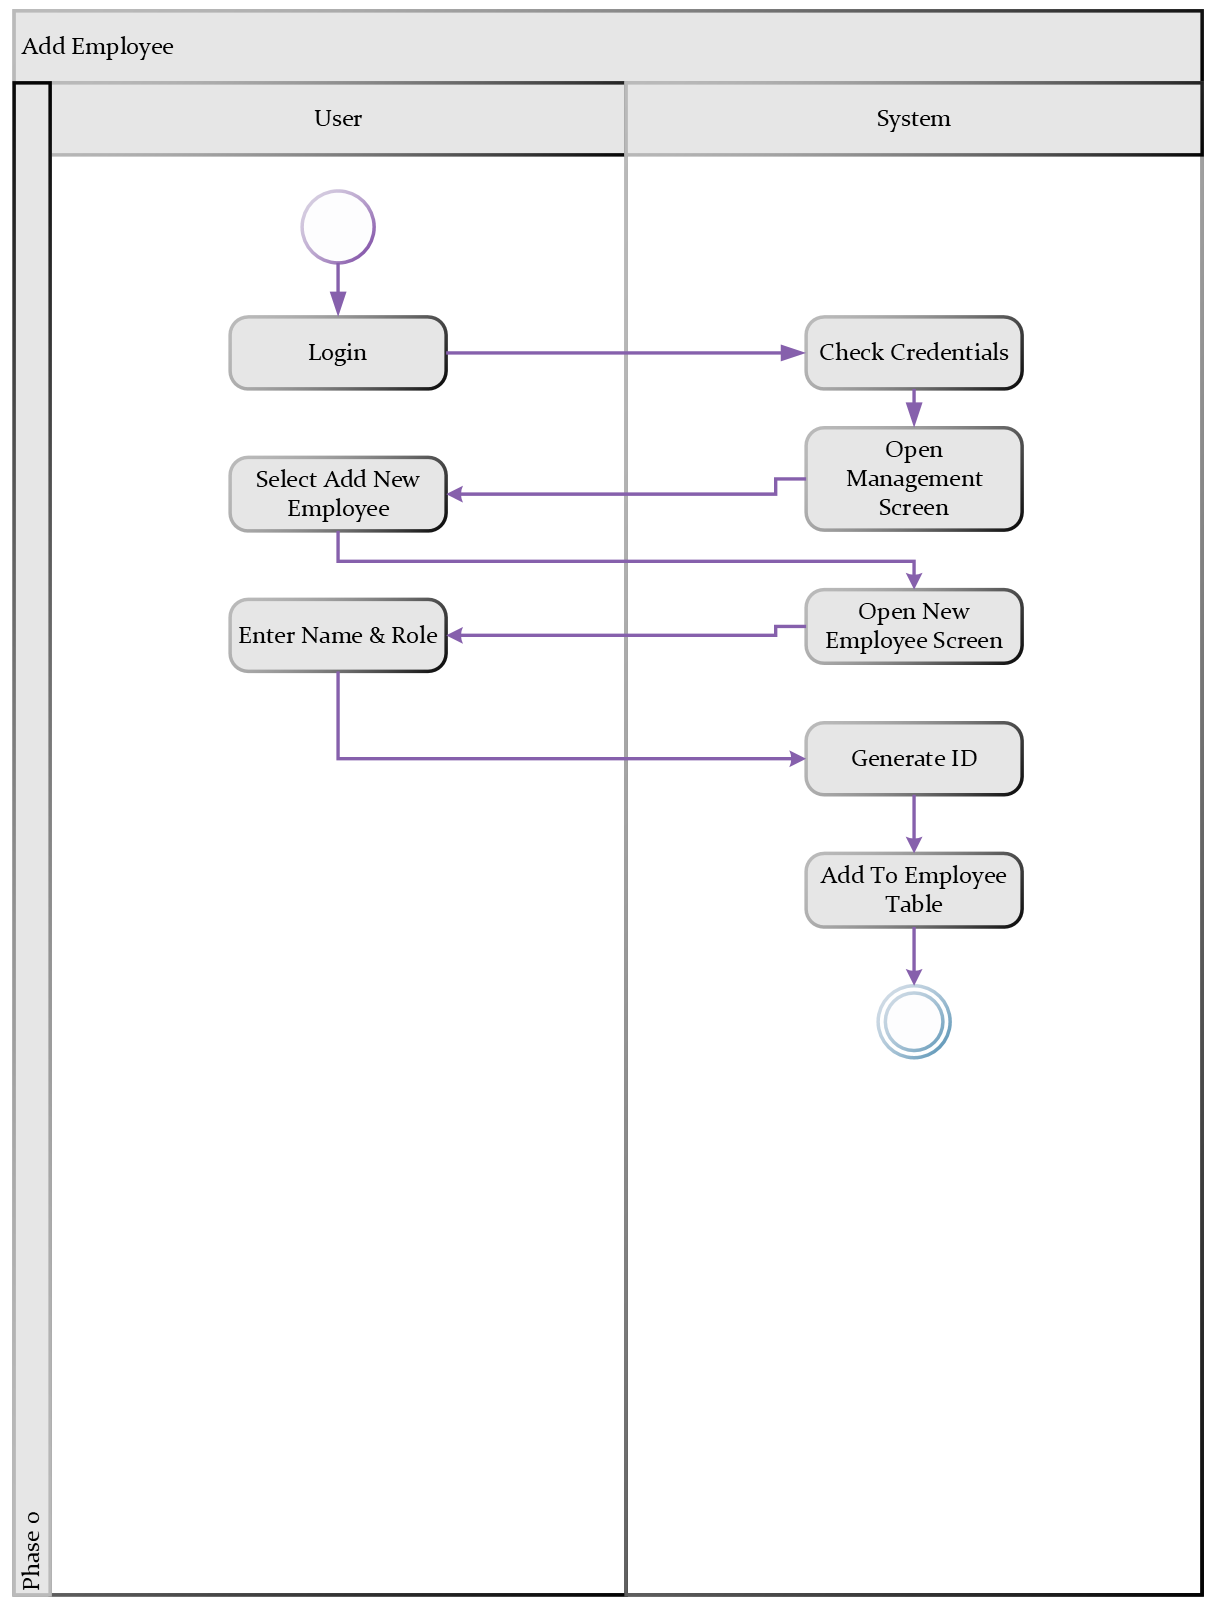 Add Employee
User
System
Login
Check Credentials
Open
Management
Screen
Select Add New
Employee
Open New
Employee Screen
Enter Name & Role
Generate ID
Add To Employee
Table
Phase 0